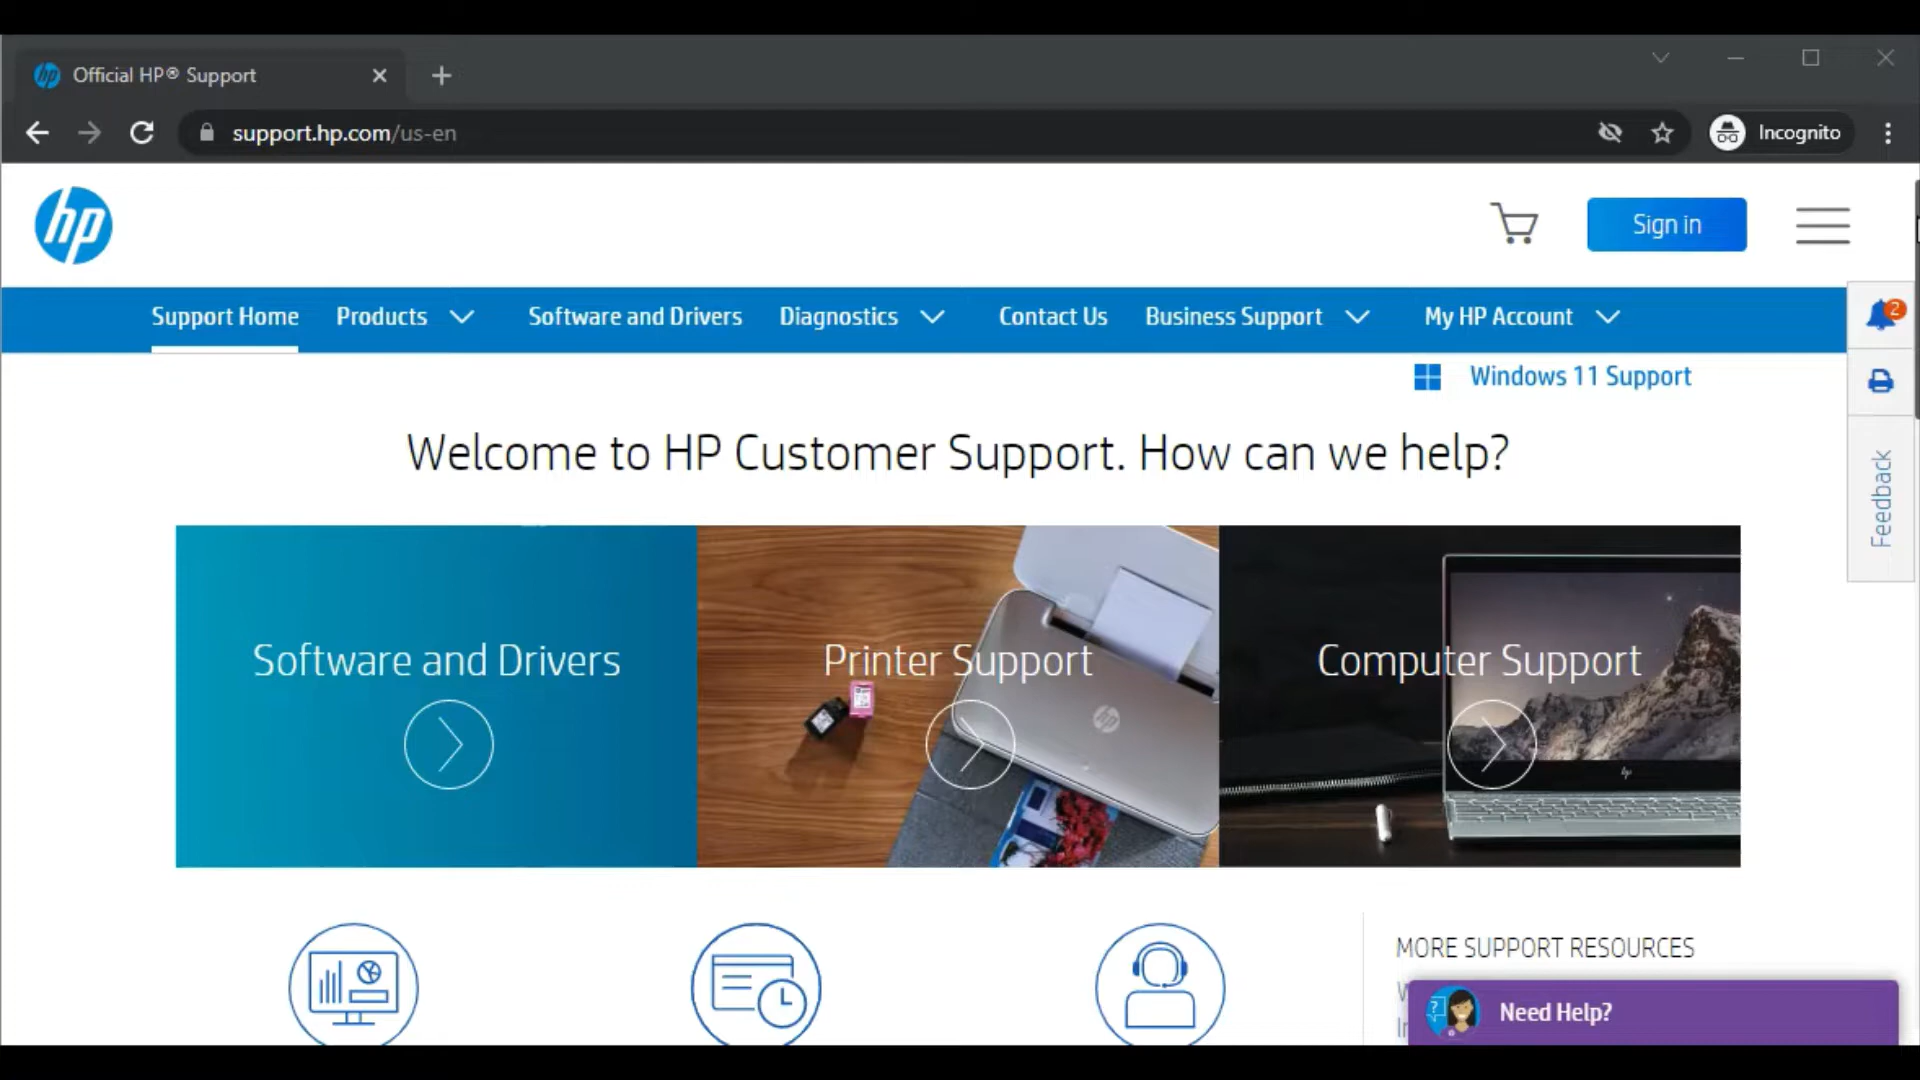 Official HP® Support
support.hp.com/us-en
Incognito
hp
Sign in
2
Support Home Products Software and Drivers Diagnostics Contact Us Business Support My HP Account
Windows 11 Support
Feedback
Welcome to HP Customer Support. How can we help?
Software and Drivers
Printer Support
Computer Support
MORE SUPPORT RESOURCES
Need Help?